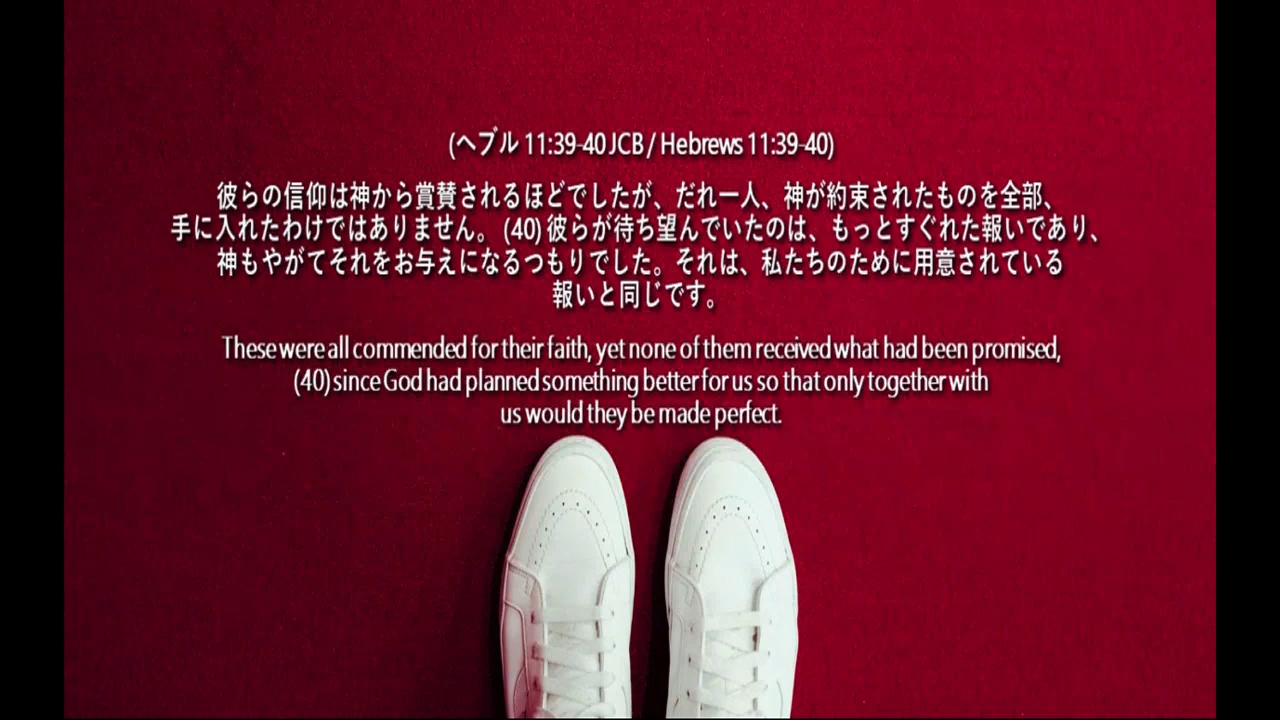 (ヘブル 11:39-40 JCB / Hebrews 11:39-40)
彼らの信仰は神から賞賛されるほどでしたが、だれ一人、神が約束されたものを全部、
手に入れたわけではありません。 (40) 彼らが待ち望んでいたのは、もっとすぐれた報いであり、
神もやがてそれをお与えになるつもりでした。それは、私たちのために用意されている
報いと同じです。
These were all commended for their faith, yet none of them received what had been promised,
(40) since God had planned something better for us so that only together with
us would they be made perfect.